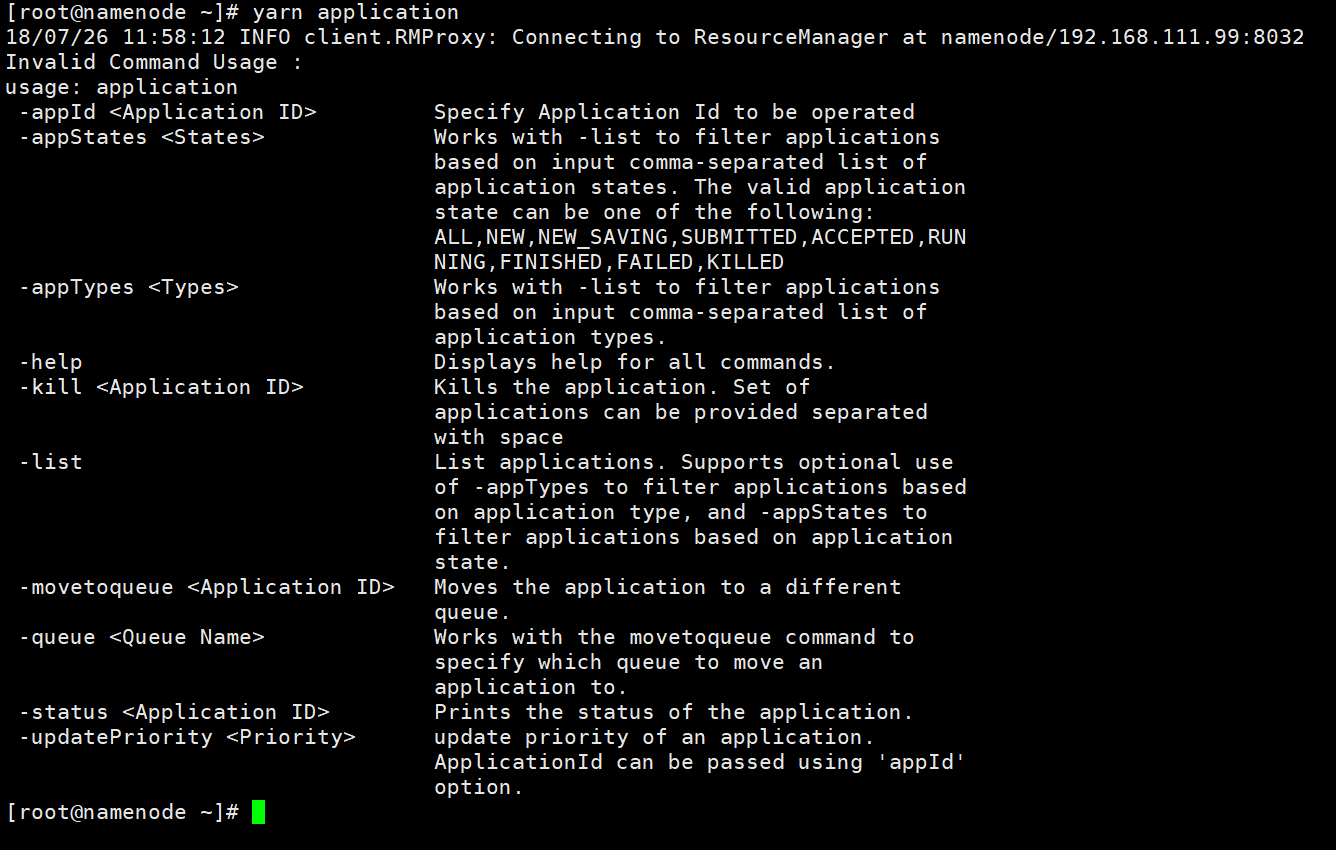 [root@namenode ~]# yarn application
18/07/26 11:58:12 INFO client.RMProxy: Connecting to ResourceManager at namenode/192.168.111.99:8032
Invalid Command Usage :
usage: application
 -appId <Application ID>         Specify Application Id to be operated
 -appStates <States>             Works with -list to filter applications
                                 based on input comma-separated list of
                                 application states. The valid application
                                 state can be one of the following:
                                 ALL,NEW,NEW_SAVING,SUBMITTED,ACCEPTED,RUN
                                 NING,FINISHED,FAILED,KILLED
 -appTypes <Types>               Works with -list to filter applications
                                 based on input comma-separated list of
                                 application types.
 -help                           Displays help for all commands.
 -kill <Application ID>          Kills the application. Set of
                                 applications can be provided separated
                                 with space
 -list                           List applications. Supports optional use
                                 of -appTypes to filter applications based
                                 on application type, and -appStates to
                                 filter applications based on application
                                 state.
 -movetoqueue <Application ID>   Moves the application to a different
                                 queue.
 -queue <Queue Name>             Works with the movetoqueue command to
                                 specify which queue to move an
                                 application to.
 -status <Application ID>        Prints the status of the application.
 -updatePriority <Priority>      update priority of an application.
                                 ApplicationId can be passed using 'appId'
                                 option.
[root@namenode ~]#